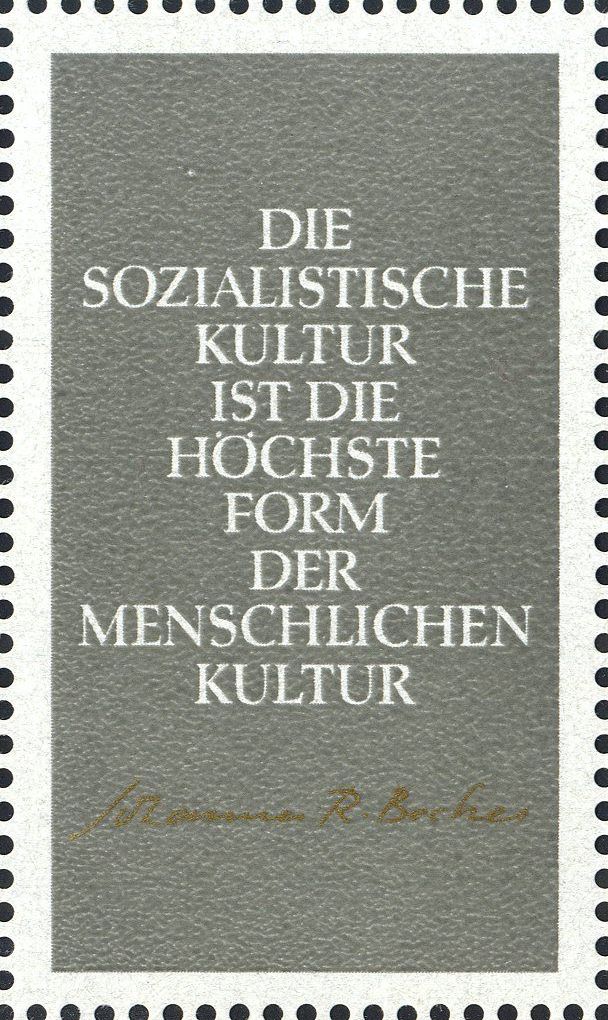 DIE
SOZIALISTISCHE
KULTUR
IST DIE
HÖCHSTE
FORM
DER
MENSCHLICHEN
KULTUR
Johannes R. Becher